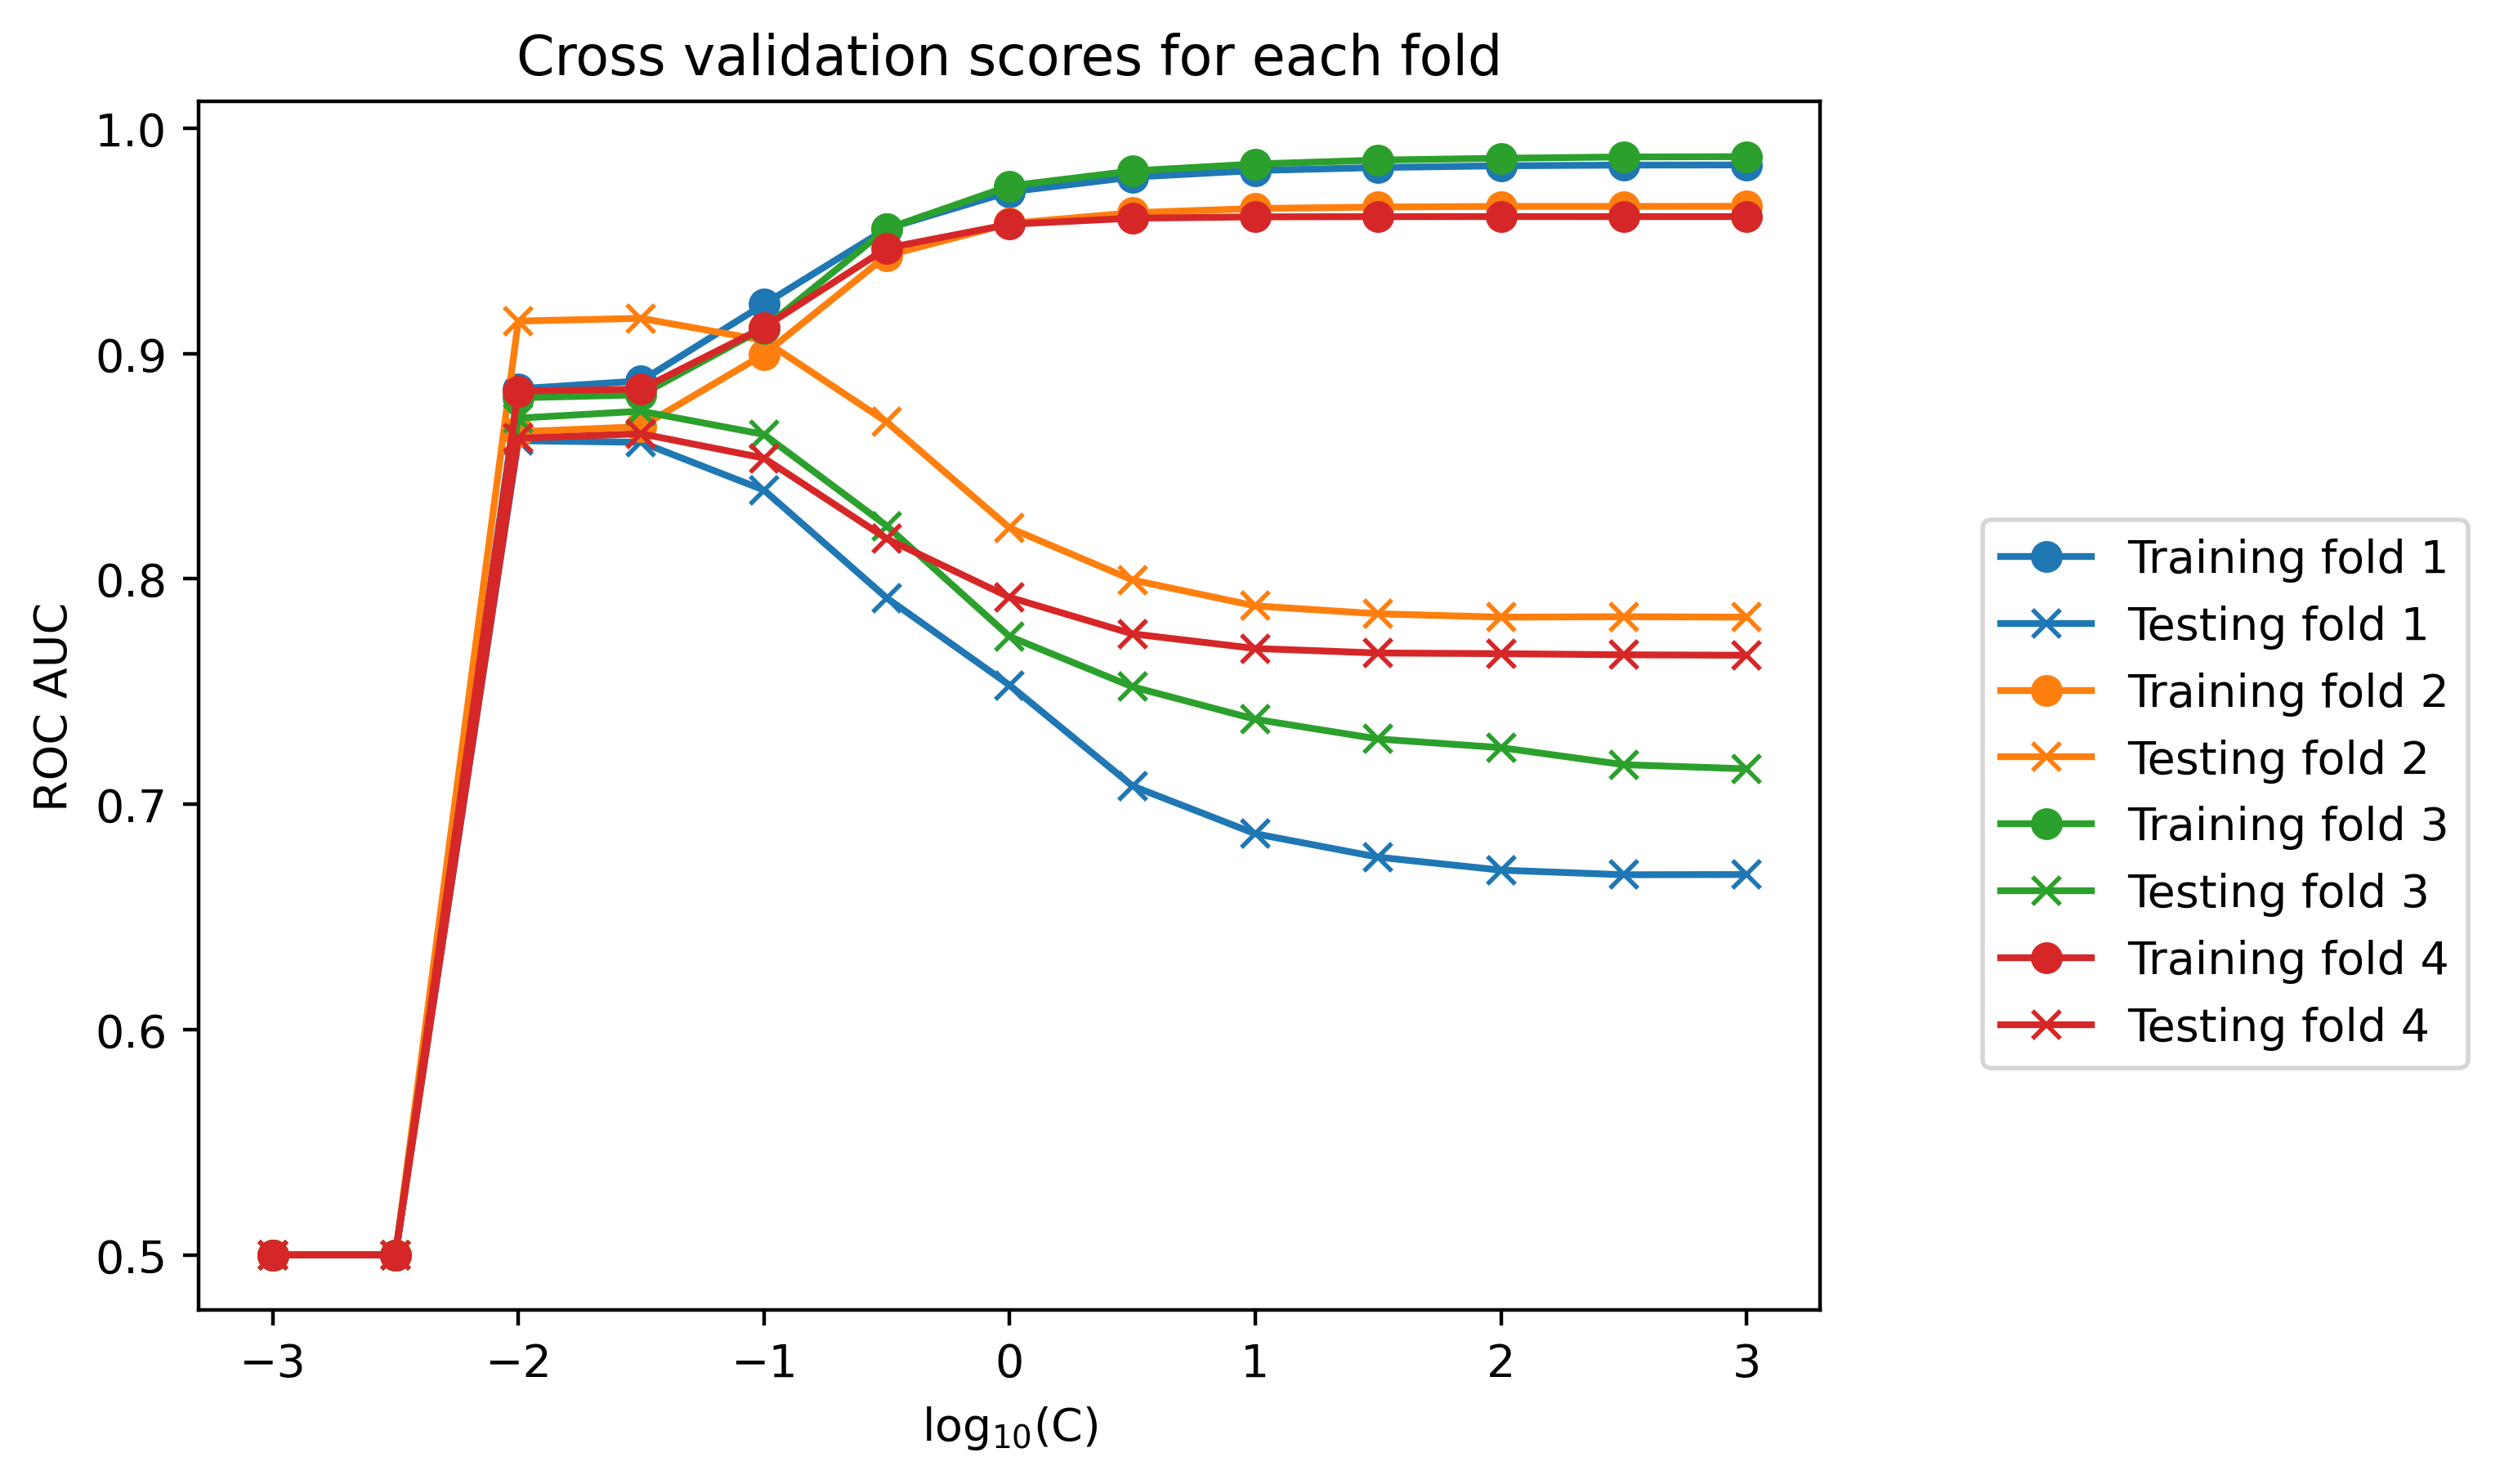 Cross validation scores for each fold
ROC AUC
1.0
0.9
0.8
0.7
0.6
0.5
−3 −2 −1 0 1 2 3
log₁₀(C)
Training fold 1
Testing fold 1
Training fold 2
Testing fold 2
Training fold 3
Testing fold 3
Training fold 4
Testing fold 4